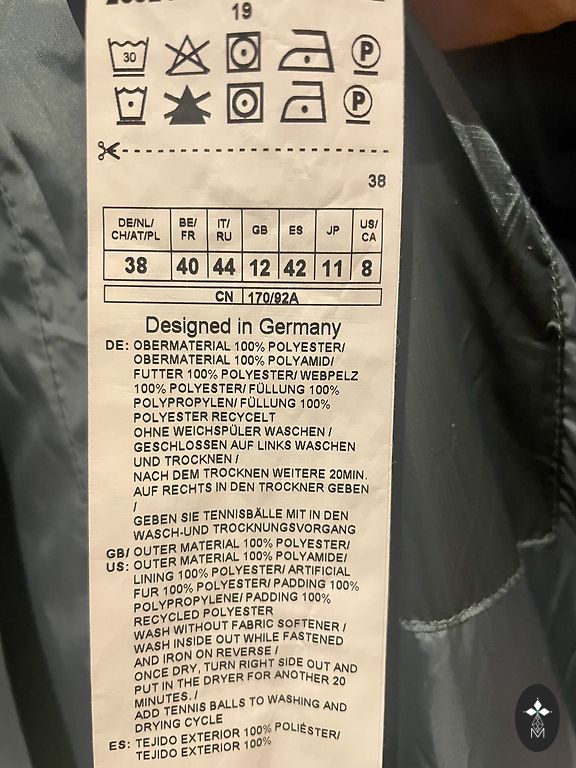 19
30
P
P
38
DE/NL/ BE/ IT/ GB ES JP US/
CH/AT/PL FR RU CA
38 40 44 12 42 11 8
CN 170/92A
Designed in Germany
DE: OBERMATERIAL 100% POLYESTER/
OBERMATERIAL 100% POLYAMID/
FUTTER 100% POLYESTER/ WEBPELZ
100% POLYESTER/ FÜLLUNG 100%
POLYPROPYLEN/ FÜLLUNG 100%
POLYESTER RECYCELT
OHNE WEICHSPÜLER WASCHEN /
GESCHLOSSEN AUF LINKS WASCHEN
UND TROCKNEN /
NACH DEM TROCKNEN WEITERE 20MIN.
AUF RECHTS IN DEN TROCKNER GEBEN
/
GEBEN SIE TENNISBÄLLE MIT IN DEN
WASCH-UND TROCKNUNGSVORGANG
GB/ OUTER MATERIAL 100% POLYESTER/
US: OUTER MATERIAL 100% POLYAMIDE/
LINING 100% POLYESTER/ ARTIFICIAL
FUR 100% POLYESTER/ PADDING 100%
POLYPROPYLENE/ PADDING 100%
RECYCLED POLYESTER
WASH WITHOUT FABRIC SOFTENER /
WASH INSIDE OUT WHILE FASTENED
AND IRON ON REVERSE /
ONCE DRY, TURN RIGHT SIDE OUT AND
PUT IN THE DRYER FOR ANOTHER 20
MINUTES. /
ADD TENNIS BALLS TO WASHING AND
DRYING CYCLE
ES: TEJIDO EXTERIOR 100% POLIÉSTER/
TEJIDO EXTERIOR 100%